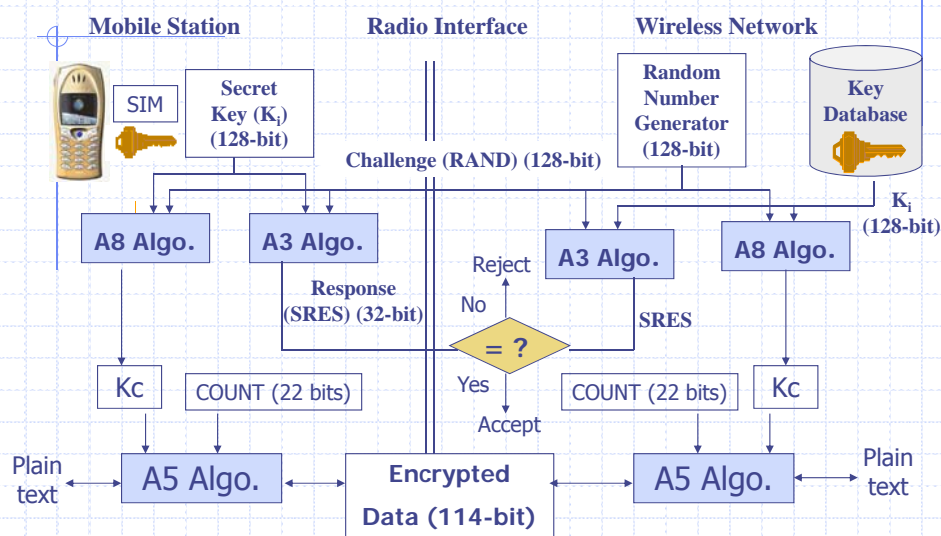 Mobile Station
Radio Interface
Wireless Network
SIM
Secret
Key (Kᵢ)
(128-bit)
Random
Number
Generator
(128-bit)
Key
Database
Challenge (RAND) (128-bit)
Kᵢ
(128-bit)
A8 Algo.
A3 Algo.
A3 Algo.
A8 Algo.
Reject
Response
(SRES) (32-bit)
No
SRES
= ?
Yes
Accept
Kc
COUNT (22 bits)
COUNT (22 bits)
Kc
Plain
text
A5 Algo.
Encrypted
Data (114-bit)
A5 Algo.
Plain
text